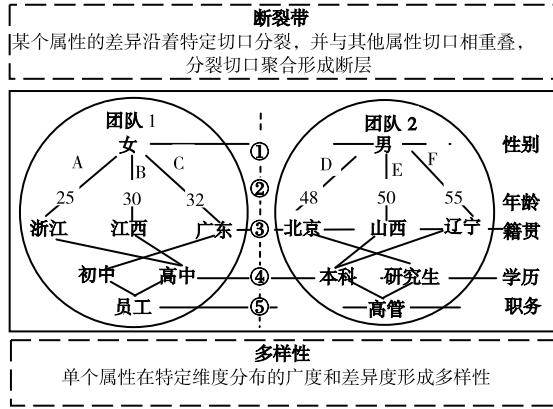 断裂带
某个属性的差异沿着特定切口分裂，并与其他属性切口相重叠，
分裂切口聚合形成断层
团队 1 团队 2
女 ① 男 性别
A B C D E F
②
25 30 32 48 50 55 年龄
浙江 江西 广东 ③ 北京 山西 辽宁 籍贯
初中 高中 ④ 本科 研究生 学历
员工 ⑤ 高管 职务
多样性
单个属性在特定维度分布的广度和差异度形成多样性